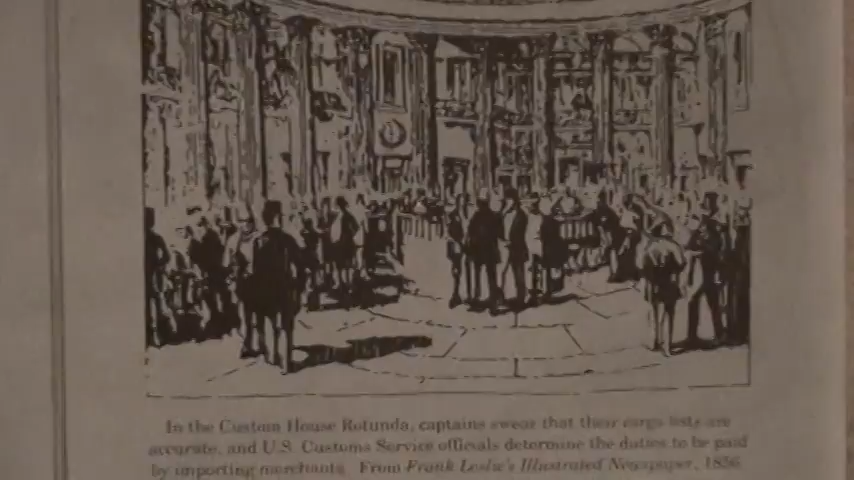 In the Custom House Rotunda, captains swear that their cargo lists are
accurate, and U.S. Customs Service officials determine the duties to be paid
by importing merchants. From Frank Leslie's Illustrated Newspaper, 1856